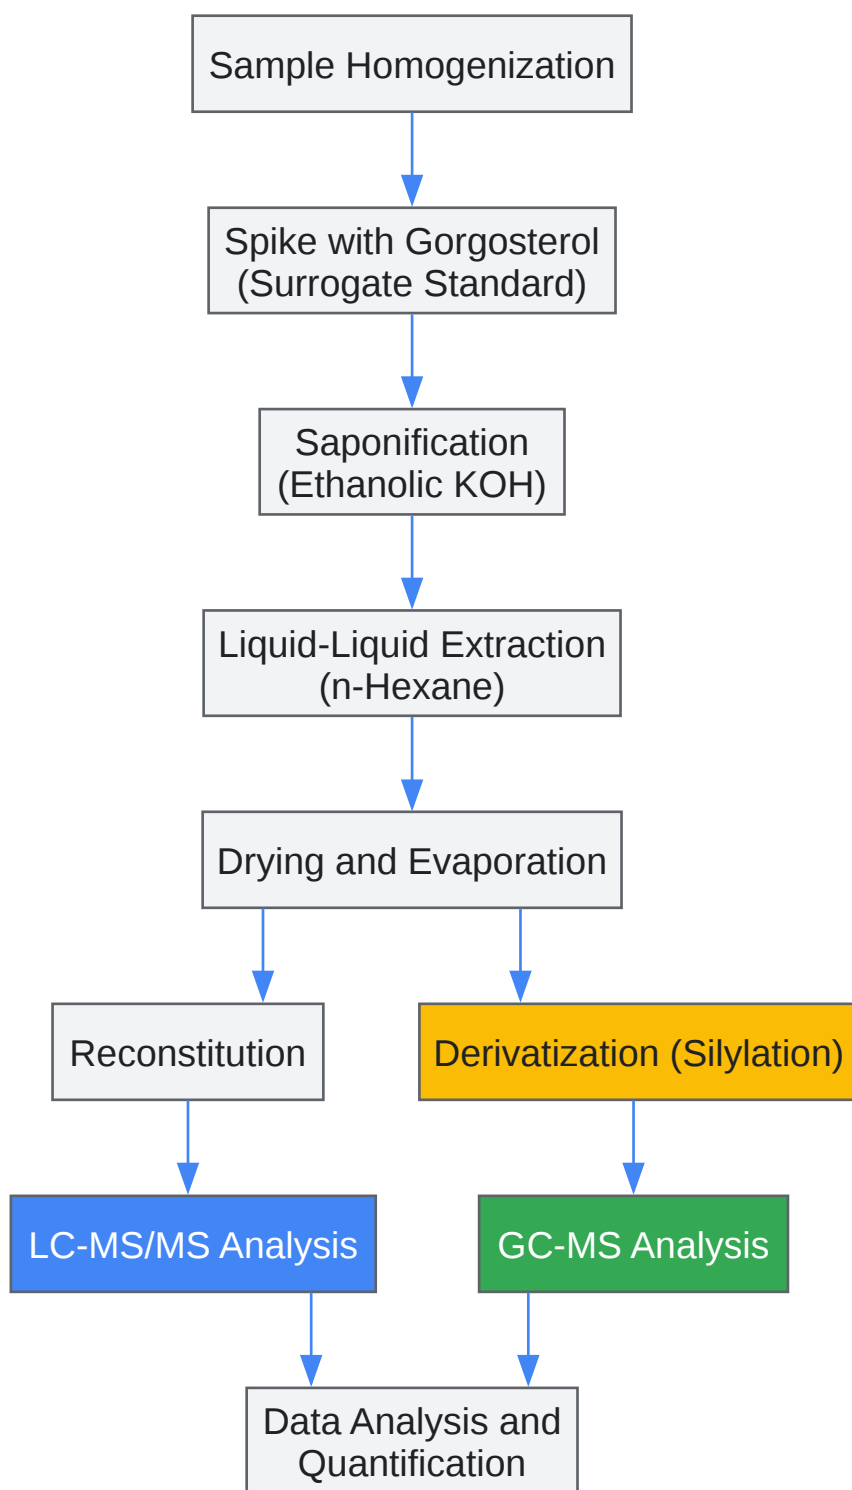 Sample Homogenization
Spike with Gorgosterol
(Surrogate Standard)
Saponification
(Ethanolic KOH)
Liquid-Liquid Extraction
(n-Hexane)
Drying and Evaporation
Reconstitution
Derivatization (Silylation)
LC-MS/MS Analysis
GC-MS Analysis
Data Analysis and
Quantification